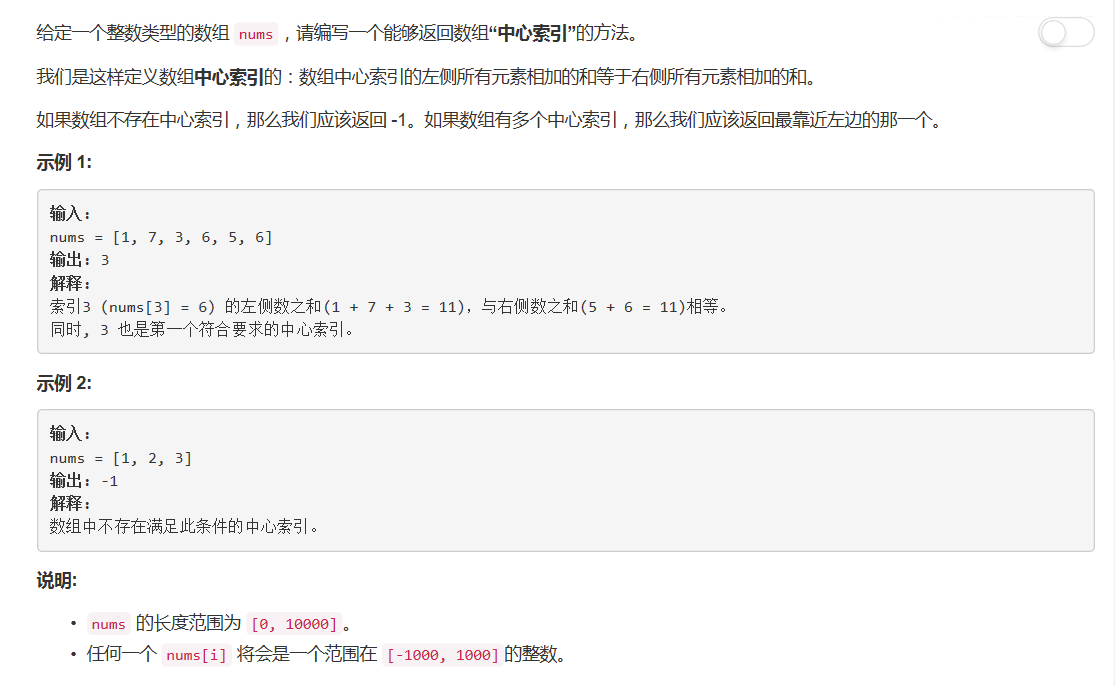 给定一个整数类型的数组 nums ，请编写一个能够返回数组“中心索引”的方法。
我们是这样定义数组中心索引的：数组中心索引的左侧所有元素相加的和等于右侧所有元素相加的和。
如果数组不存在中心索引，那么我们应该返回 -1。如果数组有多个中心索引，那么我们应该返回最靠近左边的那一个。
示例 1:
输入：
nums = [1, 7, 3, 6, 5, 6]
输出：3
解释：
索引3 (nums[3] = 6) 的左侧数之和(1 + 7 + 3 = 11)，与右侧数之和(5 + 6 = 11)相等。
同时, 3 也是第一个符合要求的中心索引。
示例 2:
输入：
nums = [1, 2, 3]
输出：-1
解释：
数组中不存在满足此条件的中心索引。
说明:
• nums 的长度范围为 [0, 10000]。
• 任何一个 nums[i] 将会是一个范围在 [-1000, 1000]的整数。